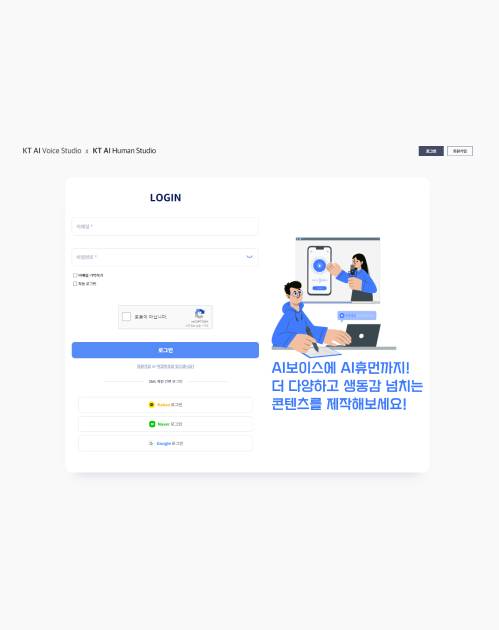 KT AI Voice Studio x KT AI Human Studio
로그인
회원가입
LOGIN
이메일 *
비밀번호 *
이메일 기억하기
자동 로그인
로봇이 아닙니다.
reCAPTCHA
로그인
회원가입 or 비밀번호를 잊으셨나요?
SNS 계정 간편 로그인
Kakao 로그인
Naver 로그인
Google 로그인
AI보이스에 AI휴먼까지!
더 다양하고 생동감 넘치는
콘텐츠를 제작해보세요!